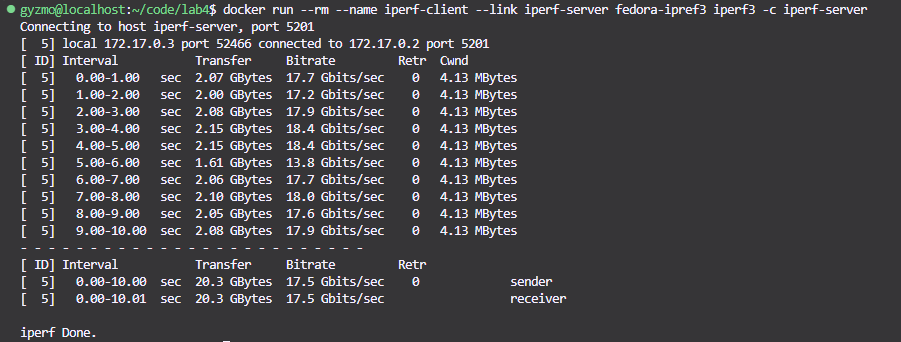 gyzmo@localhost:~/code/lab4$ docker run --rm --name iperf-client --link iperf-server fedora-ipref3 iperf3 -c iperf-server
Connecting to host iperf-server, port 5201
[  5] local 172.17.0.3 port 52466 connected to 172.17.0.2 port 5201
[ ID] Interval           Transfer     Bitrate         Retr  Cwnd
[  5]   0.00-1.00   sec  2.07 GBytes  17.7 Gbits/sec    0   4.13 MBytes
[  5]   1.00-2.00   sec  2.00 GBytes  17.2 Gbits/sec    0   4.13 MBytes
[  5]   2.00-3.00   sec  2.08 GBytes  17.9 Gbits/sec    0   4.13 MBytes
[  5]   3.00-4.00   sec  2.15 GBytes  18.4 Gbits/sec    0   4.13 MBytes
[  5]   4.00-5.00   sec  2.15 GBytes  18.4 Gbits/sec    0   4.13 MBytes
[  5]   5.00-6.00   sec  1.61 GBytes  13.8 Gbits/sec    0   4.13 MBytes
[  5]   6.00-7.00   sec  2.06 GBytes  17.7 Gbits/sec    0   4.13 MBytes
[  5]   7.00-8.00   sec  2.10 GBytes  18.0 Gbits/sec    0   4.13 MBytes
[  5]   8.00-9.00   sec  2.05 GBytes  17.6 Gbits/sec    0   4.13 MBytes
[  5]   9.00-10.00  sec  2.08 GBytes  17.9 Gbits/sec    0   4.13 MBytes
- - - - - - - - - - - - - - - - - - - - - - - - -
[ ID] Interval           Transfer     Bitrate         Retr
[  5]   0.00-10.00  sec  20.3 GBytes  17.5 Gbits/sec    0             sender
[  5]   0.00-10.01  sec  20.3 GBytes  17.5 Gbits/sec                  receiver
iperf Done.